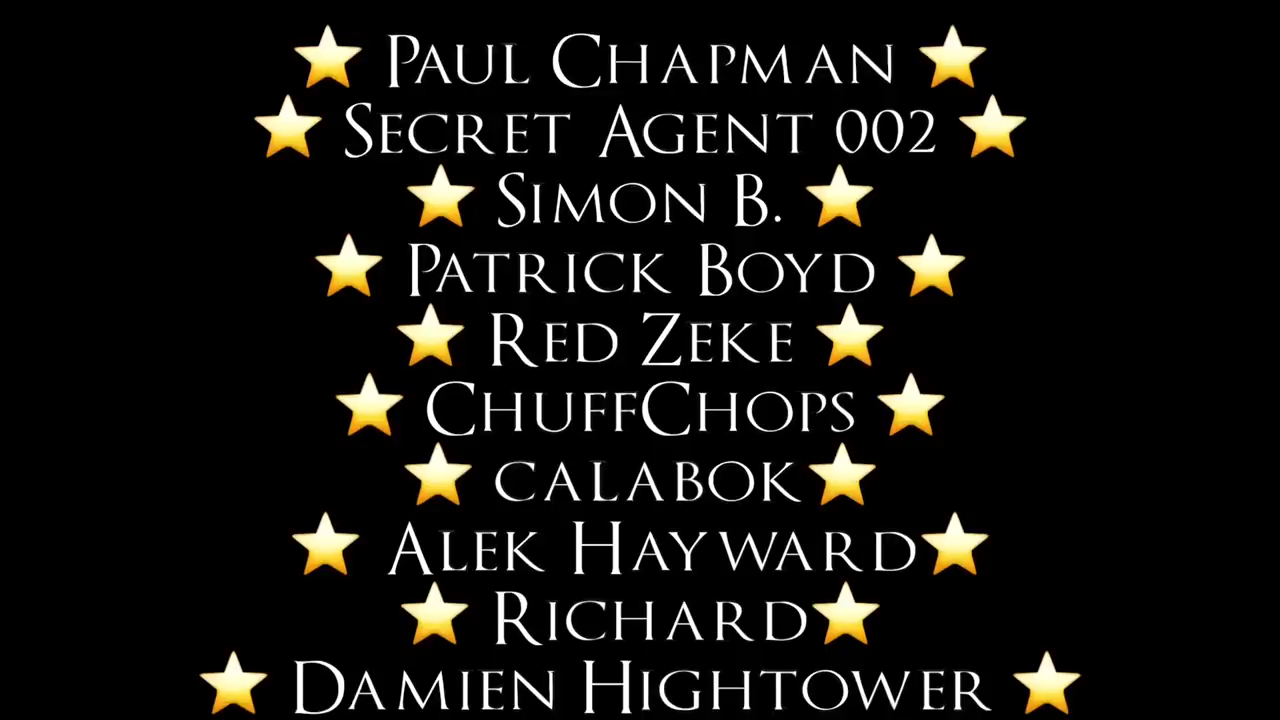 ⭐ Paul Chapman ⭐
⭐ Secret Agent 002 ⭐
⭐ Simon B. ⭐
⭐ Patrick Boyd ⭐
⭐ Red Zeke ⭐
⭐ ChuffChops ⭐
⭐ calabok⭐
⭐ Alek Hayward⭐
⭐ Richard⭐
⭐ Damien Hightower ⭐